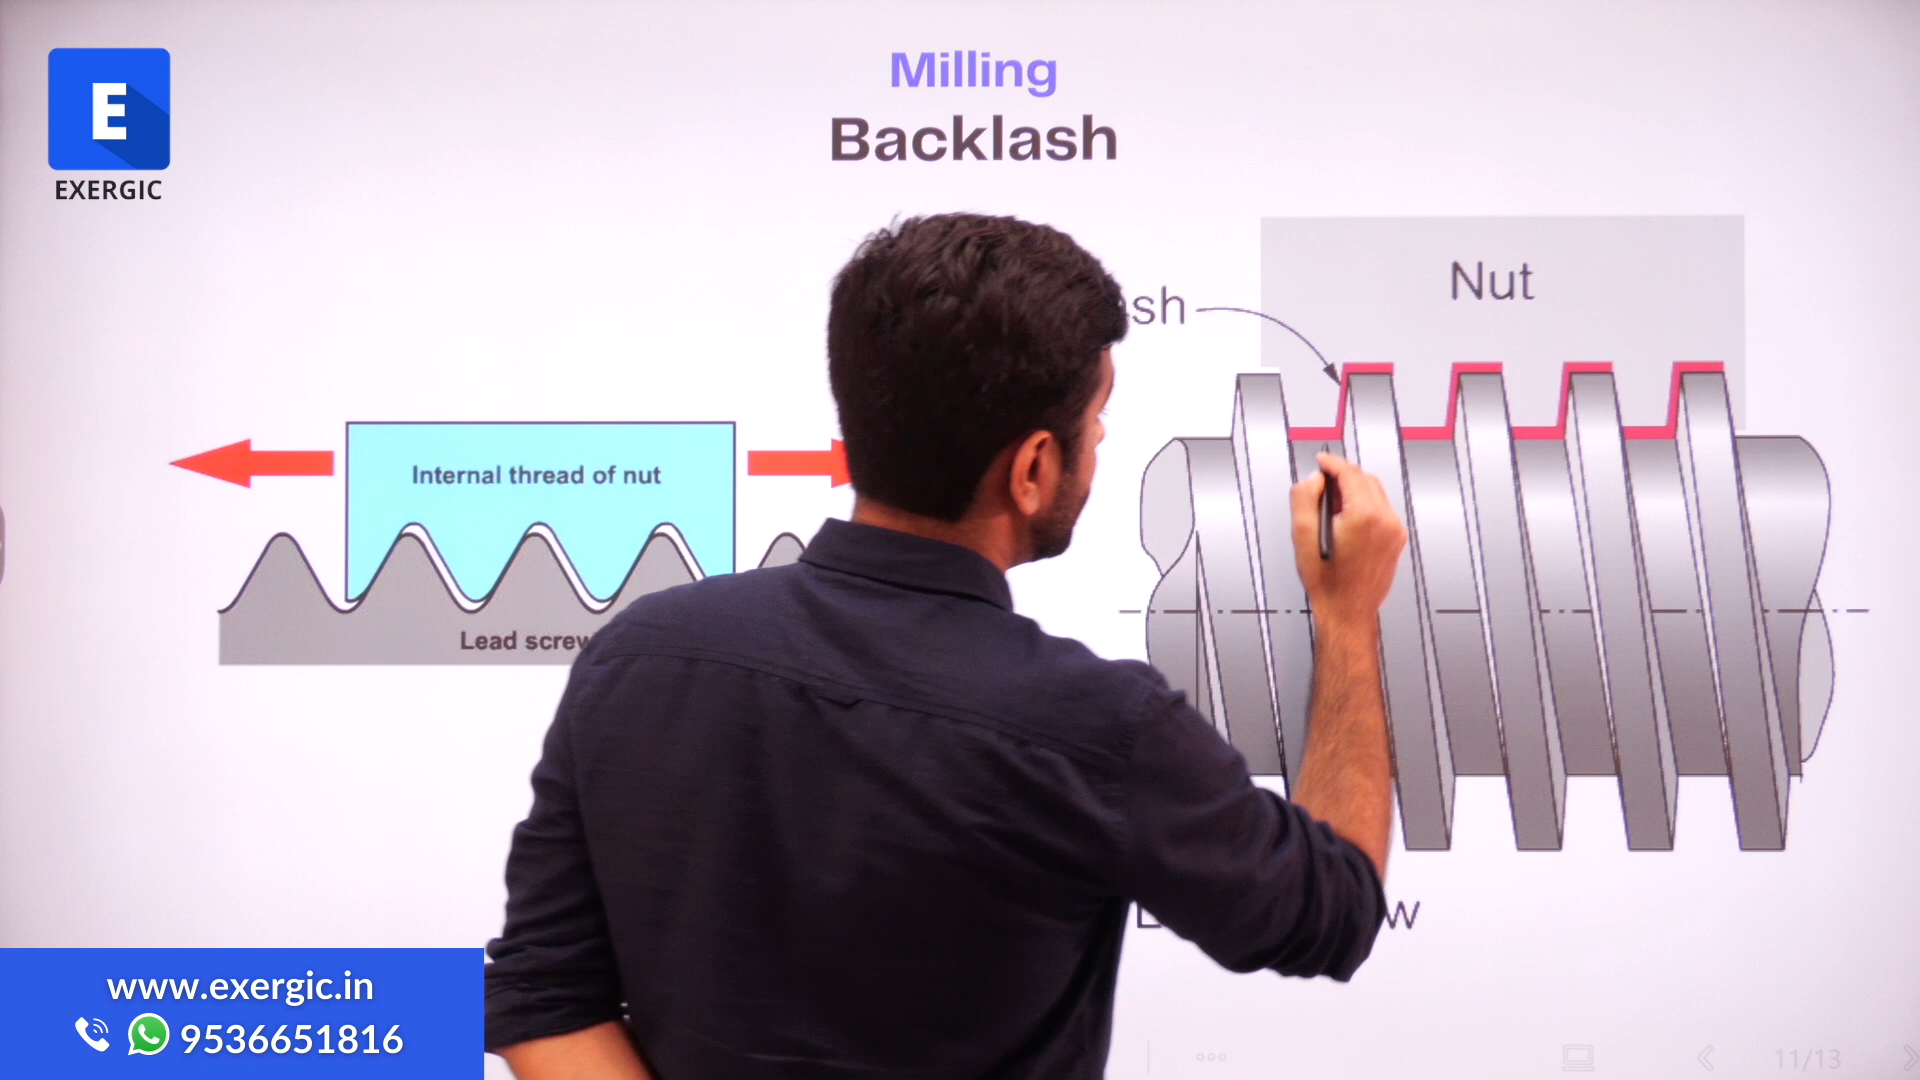 Milling
Backlash
E
EXERGIC
Nut
sh
Internal thread of nut
Lead screw
www.exergic.in
9536651816
11/13